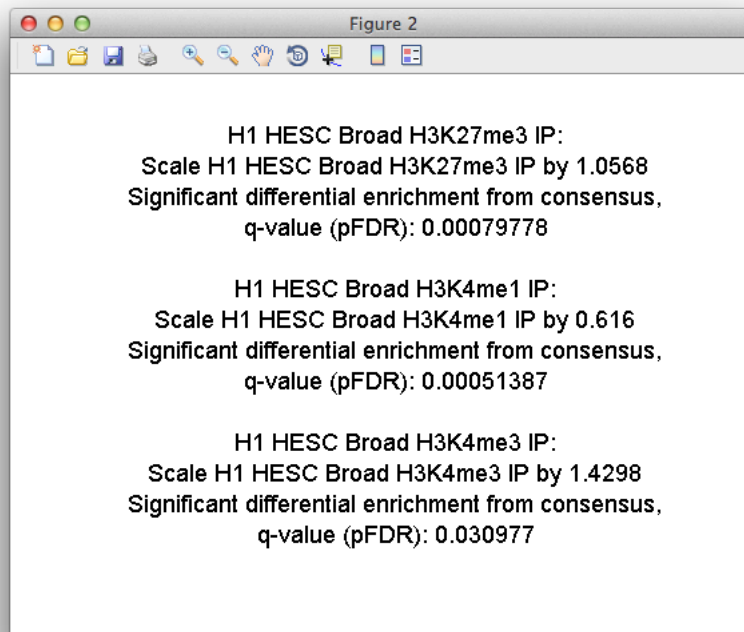 Figure 2
H1 HESC Broad H3K27me3 IP:
Scale H1 HESC Broad H3K27me3 IP by 1.0568
Significant differential enrichment from consensus,
q-value (pFDR): 0.00079778
H1 HESC Broad H3K4me1 IP:
Scale H1 HESC Broad H3K4me1 IP by 0.616
Significant differential enrichment from consensus,
q-value (pFDR): 0.00051387
H1 HESC Broad H3K4me3 IP:
Scale H1 HESC Broad H3K4me3 IP by 1.4298
Significant differential enrichment from consensus,
q-value (pFDR): 0.030977